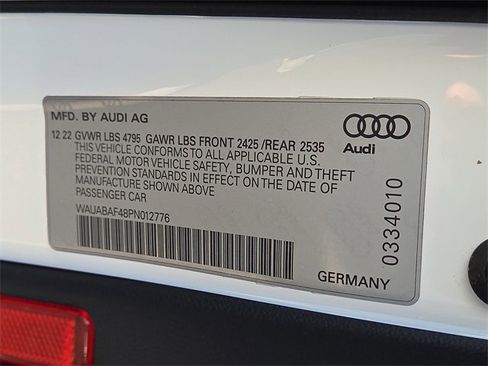 MFD. BY AUDI AG
12 22 GVWR LBS 4795 GAWR LBS FRONT 2425 /REAR 2535
THIS VEHICLE CONFORMS TO ALL APPLICABLE U.S.
FEDERAL MOTOR VEHICLE SAFETY, BUMPER AND THEFT
PREVENTION STANDARDS IN EFFECT ON THE DATE OF
MANUFACTURE SHOWN ABOVE
PASSENGER CAR
WAUABAF48PN012776
Audi
0334010
GERMANY